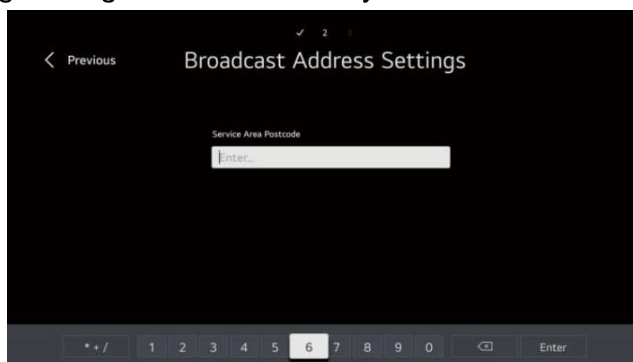 ✓ 2 3
< Previous
Broadcast Address Settings
Service Area Postcode
Enter...
* + / 1 2 3 4 5 6 7 8 9 0 Enter